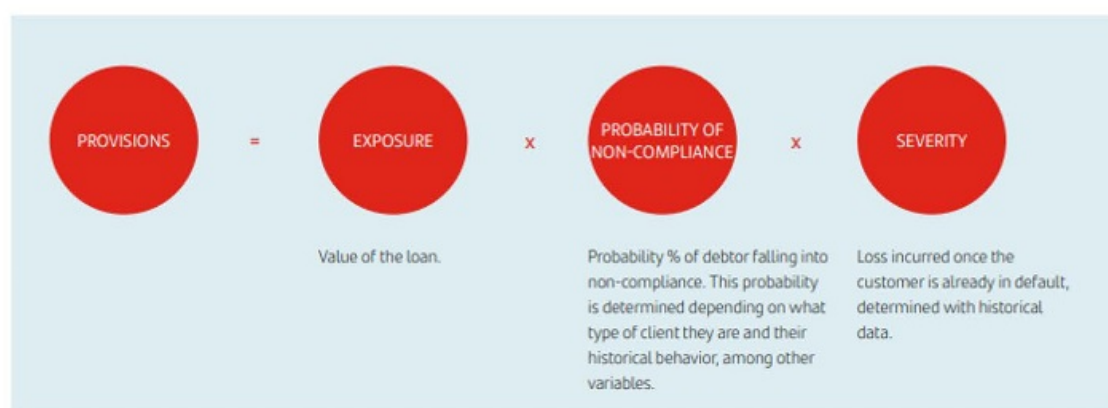 PROVISIONS
=
EXPOSURE
x
PROBABILITY OF
NON-COMPLIANCE
x
SEVERITY
Value of the loan.
Probability % of debtor falling into
non-compliance. This probability
is determined depending on what
type of client they are and their
historical behavior, among other
variables.
Loss incurred once the
customer is already in default,
determined with historical
data.